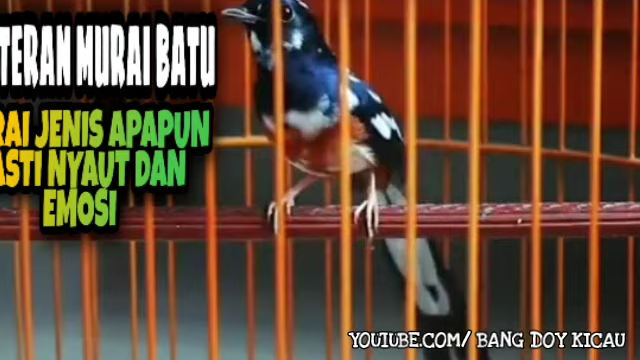 TERAN MURAI BATU
RAI JENIS APAPUN
ASTI NYAUT DAN
EMOSI
YOUIUBE.COM/ BANG DOY KICAU